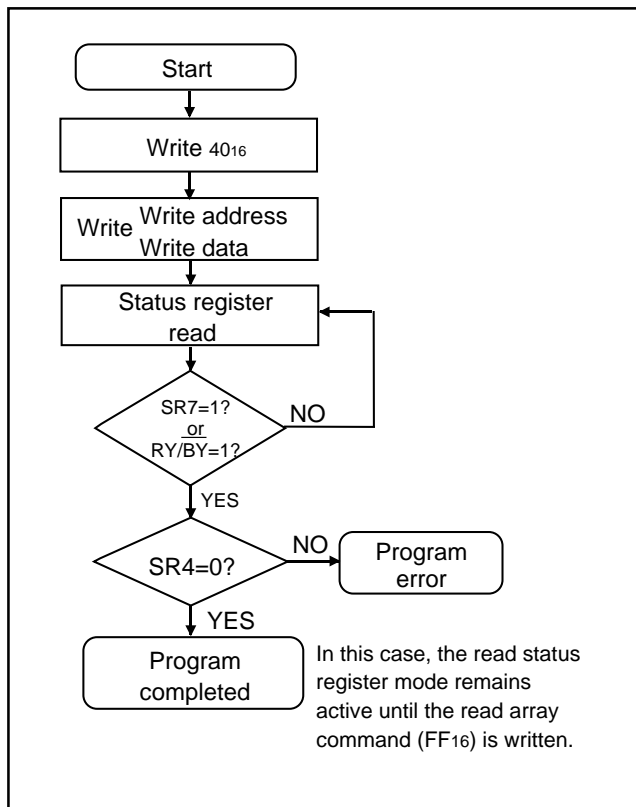 Start
Write 4016
Write Write address
Write data
Status register
read
SR7=1?
or
RY/BY=1?
NO
YES
SR4=0?
NO
Program
error
YES
Program
completed
In this case, the read status
register mode remains
active until the read array
command (FF16) is written.